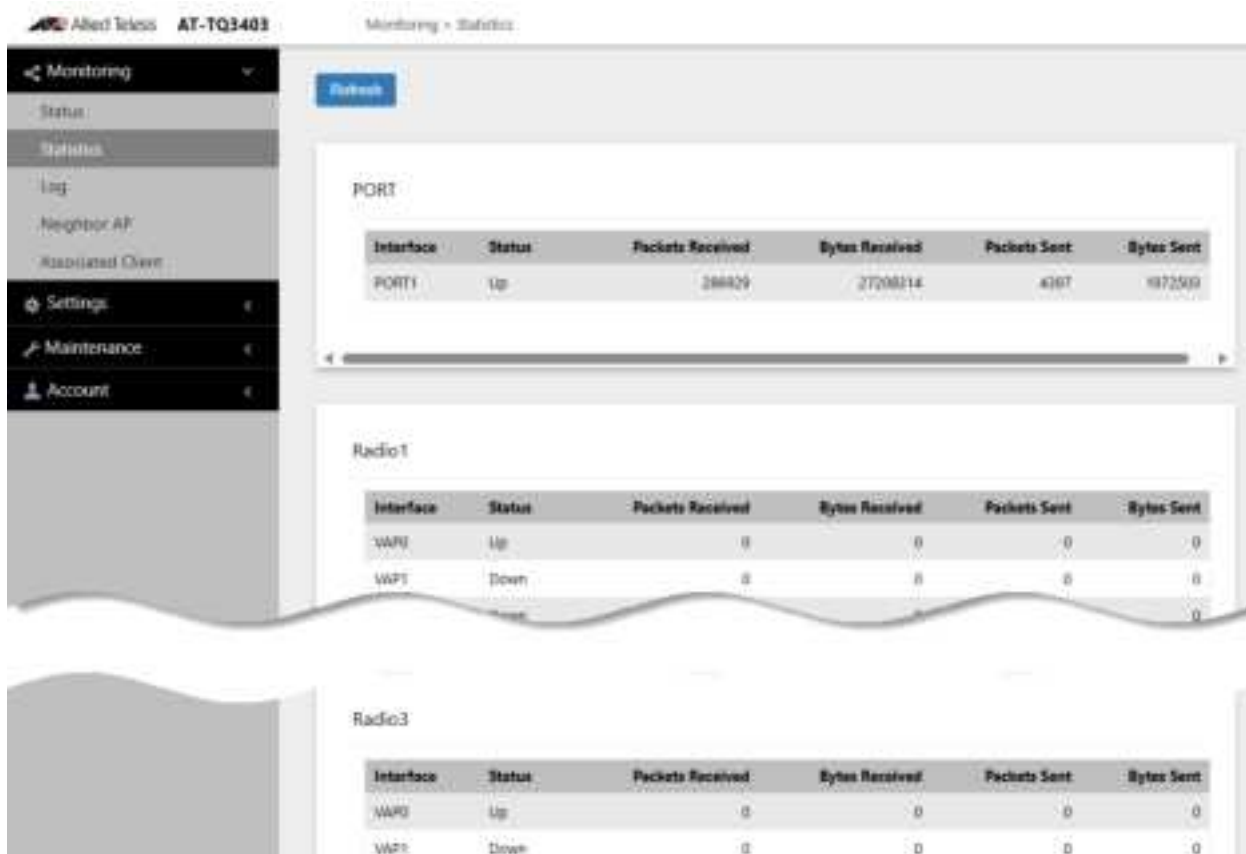 Allied Telesis AT-TQ3403 Monitoring > Statistics
Monitoring
Refresh
Status
Statistics
Log
PORT
Neighbor AP
Interface Status Packets Received Bytes Received Packets Sent Bytes Sent
Associated Client
PORT1 Up
Settings
Maintenance
Account
Radio1
Interface Status Packets Received Bytes Received Packets Sent Bytes Sent
VAP0 Up 0 0 0 0
VAP1 Down 0 0 0 0
Down 0 0
Radio3
Interface Status Packets Received Bytes Received Packets Sent Bytes Sent
VAP0 Up 0 0 0 0
VAP1 Down 0 0 0 0